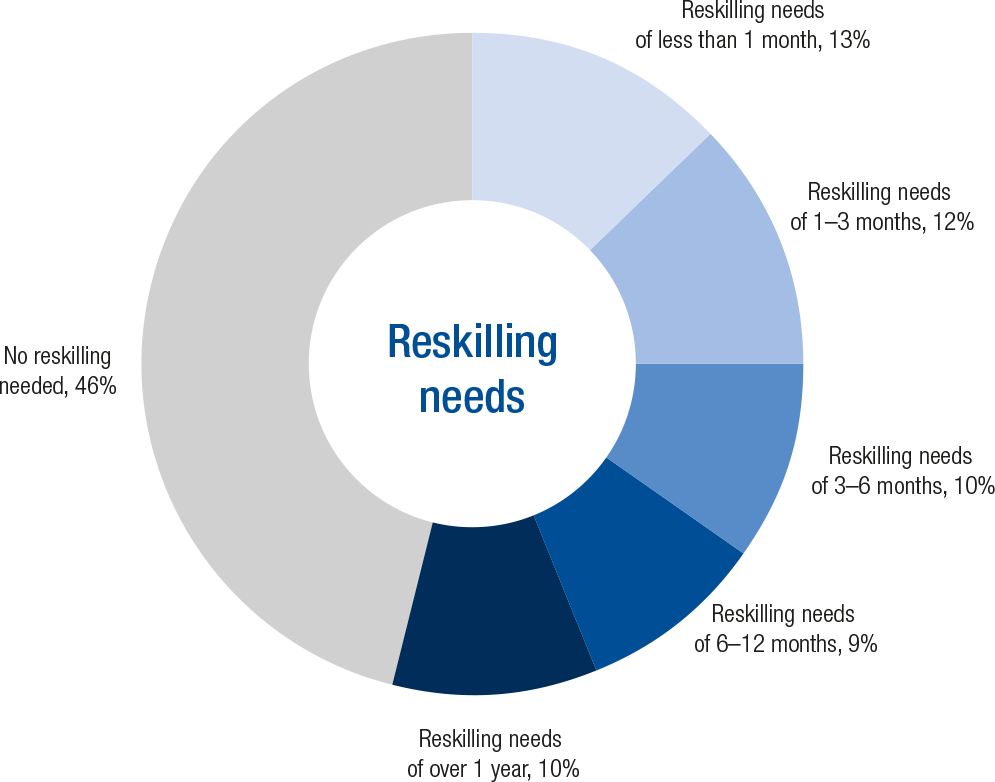 Reskilling needs
of less than 1 month, 13%
Reskilling needs
of 1–3 months, 12%
Reskilling needs
of 3–6 months, 10%
Reskilling needs
of 6–12 months, 9%
Reskilling needs
of over 1 year, 10%
No reskilling
needed, 46%
Reskilling
needs